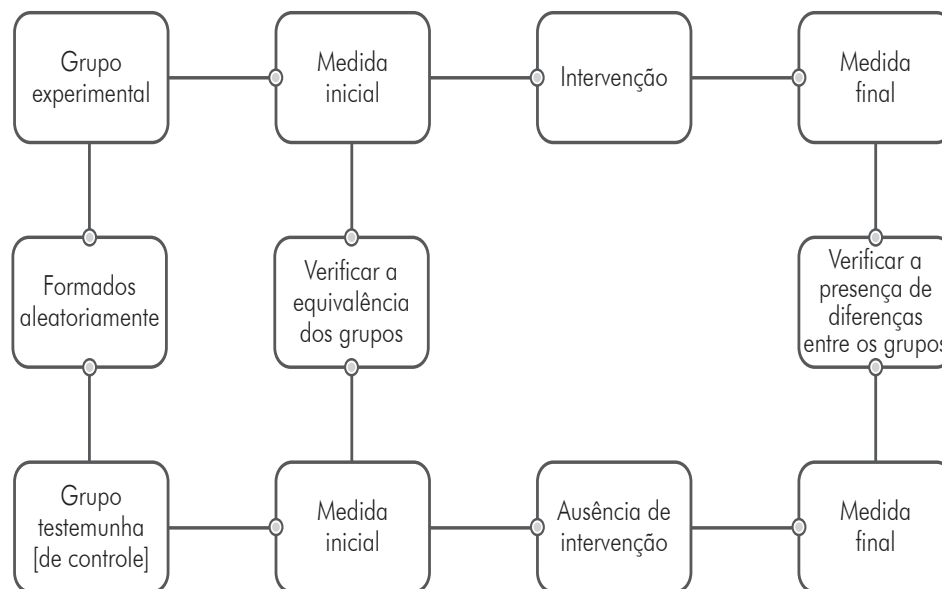 Grupo
experimental
Medida
inicial
Intervenção
Medida
final
Formados
aleatoriamente
Verificar a
equivalência
dos grupos
Verificar a
presença de
diferenças
entre os grupos
Grupo
testemunha
[de controle]
Medida
inicial
Ausência de
intervenção
Medida
final